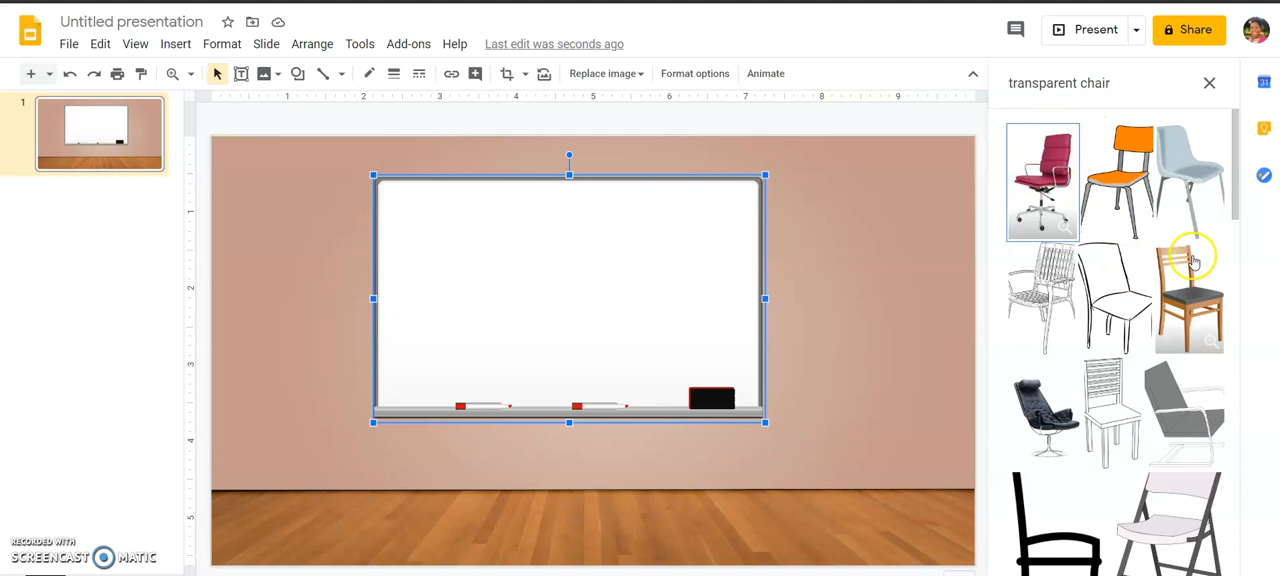 Untitled presentation
File Edit View Insert Format Slide Arrange Tools Add-ons Help Last edit was seconds ago
Present
Share
Replace image
Format options
Animate
transparent chair
1 2 3 4 5 6 7 8 9
1
1
2
3
4
5
31
RECORDED WITH
SCREENCAST MATIC